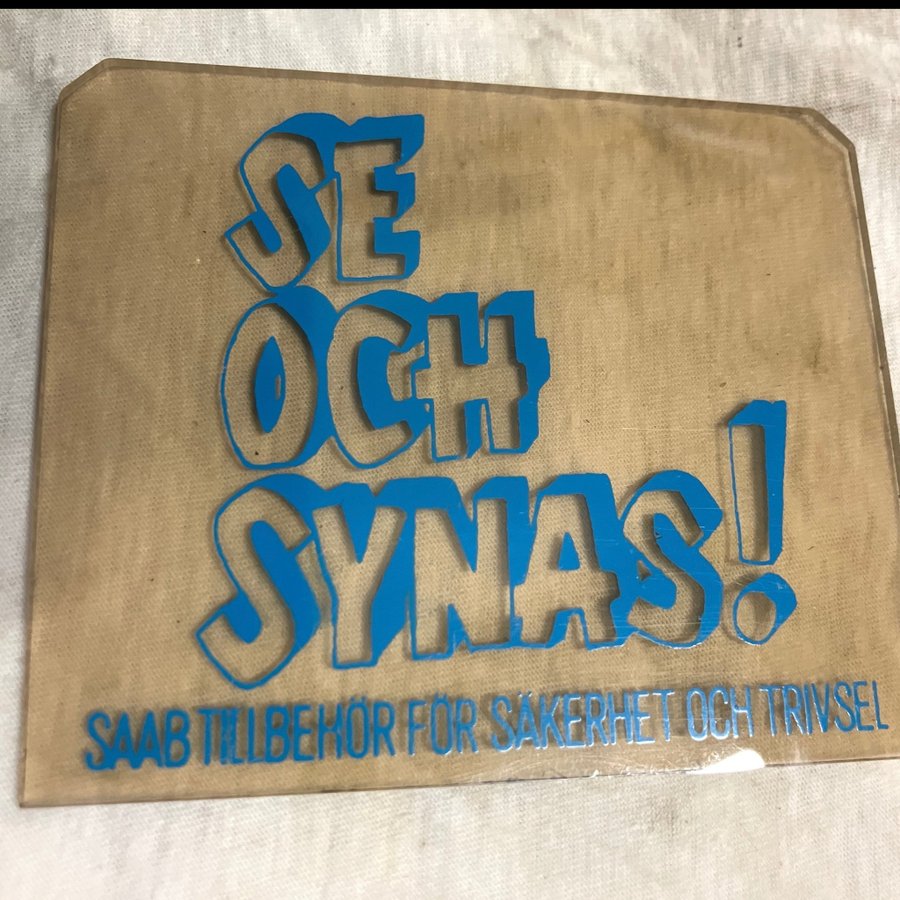 SE
OCH
SYNAS!
SAAB TILLBEHÖR FÖR SÄKERHET OCH TRIVSEL